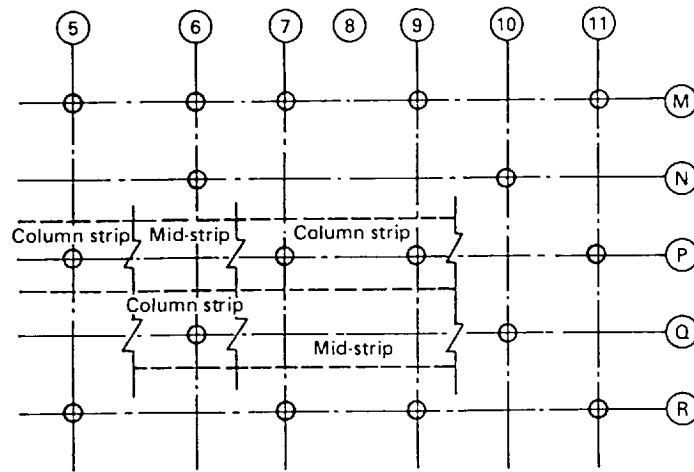 5 6 7 8 9 10 11
M
N
Column strip Mid-strip Column strip
P
Column strip
Q
Mid-strip
R